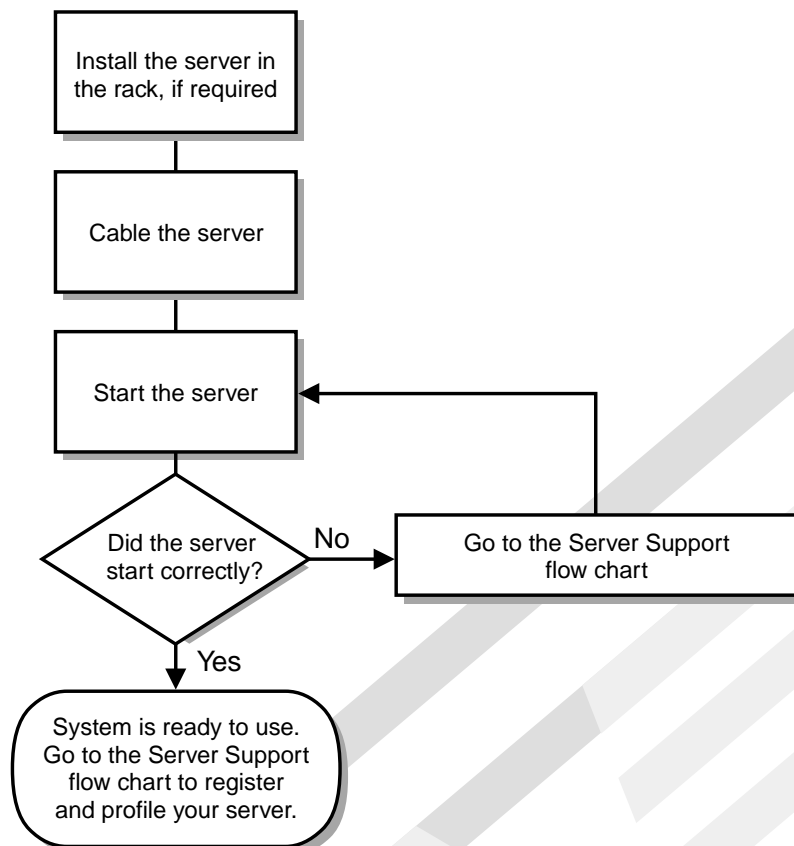 Install the server in
the rack, if required
Cable the server
Start the server
Did the server
start correctly?
No
Go to the Server Support
flow chart
Yes
System is ready to use.
Go to the Server Support
flow chart to register
and profile your server.